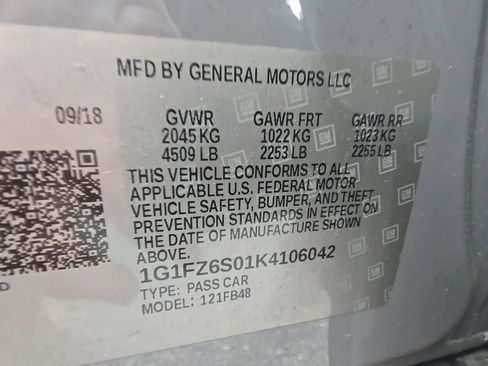 MFD BY GENERAL MOTORS LLC
09/18 GVWR GAWR FRT GAWR RR
2045 KG 1022 KG 1023 KG
4509 LB 2253 LB 2255 LB
THIS VEHICLE CONFORMS TO ALL
APPLICABLE U.S. FEDERAL MOTOR
VEHICLE SAFETY, BUMPER, AND THEFT
PREVENTION STANDARDS IN EFFECT ON
THE DATE OF MANUFACTURE SHOWN
ABOVE.
1G1FZ6S01K4106042
TYPE: PASS CAR
MODEL: 121FB48